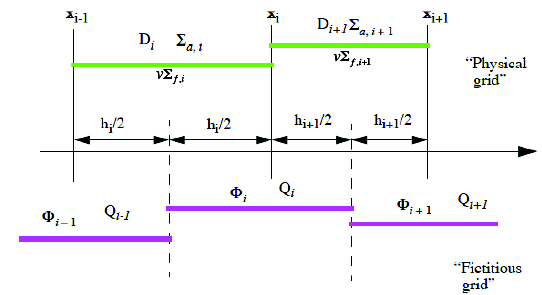 x_{i-1} x_i x_{i+1}
D_i Σ_{a,i} D_{i+1} Σ_{a,i+1}
νΣ_{f,i} νΣ_{f,i+1}
“Physical
grid”
h_i/2 h_i/2 h_{i+1}/2 h_{i+1}/2
Φ_i Q_i
Φ_{i-1} Q_{i-1} Φ_{i+1} Q_{i+1}
“Fictitious
grid”